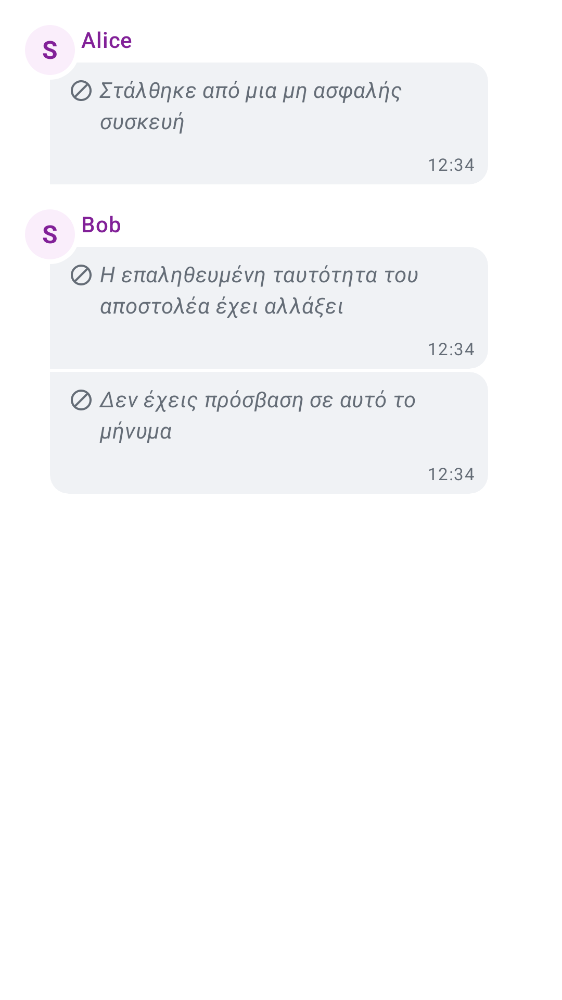 S Alice
Στάλθηκε από μια μη ασφαλής
συσκευή
12:34
S Bob
Η επαληθευμένη ταυτότητα του
αποστολέα έχει αλλάξει
12:34
Δεν έχεις πρόσβαση σε αυτό το
μήνυμα
12:34